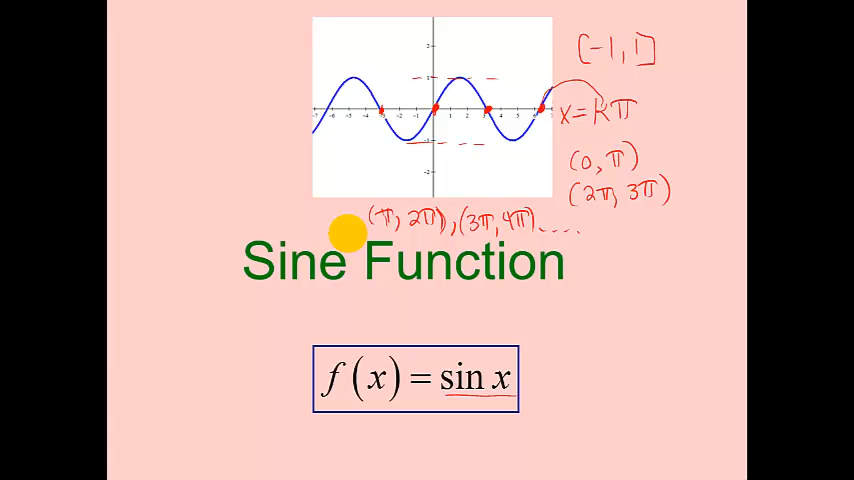 [-1, 1]
x = kπ
(0, π)
(2π, 3π)
(π, 2π), (3π, 4π).....
Sine Function
f(x) = sin x